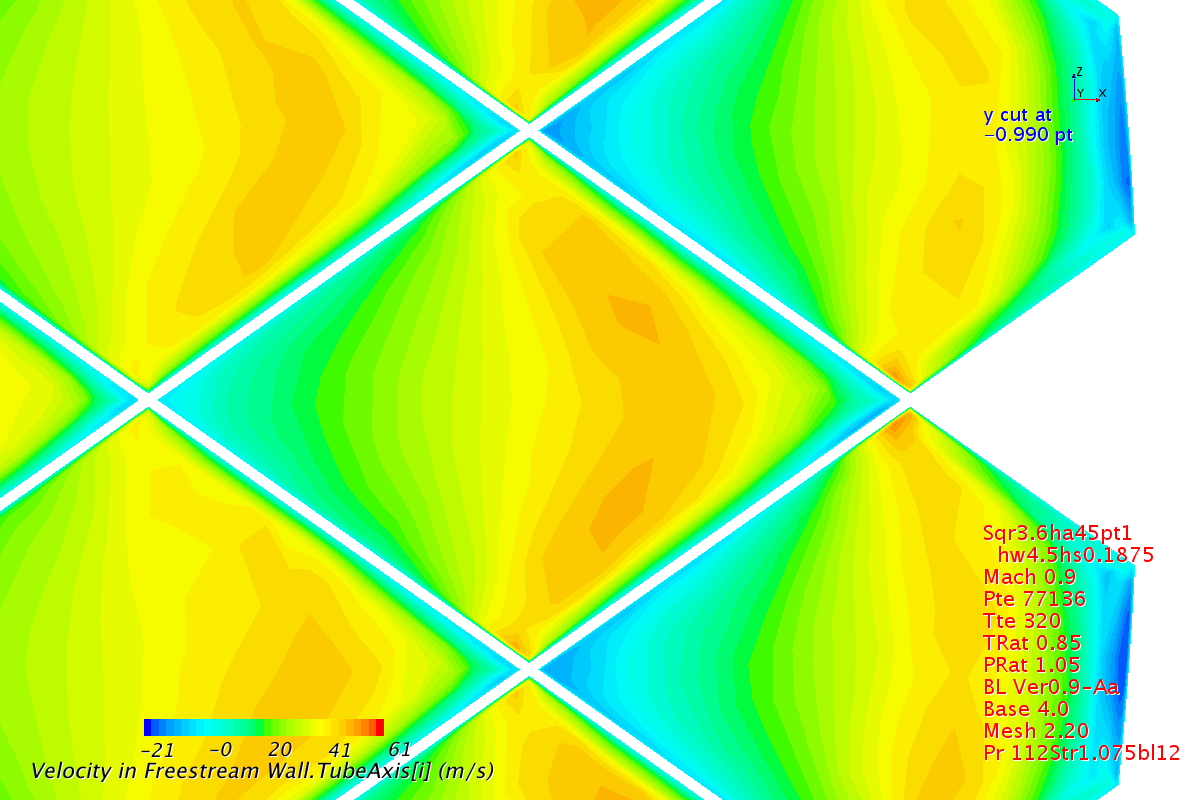 Z
Y X
y cut at
−0.990 pt
Sqr3.6ha45pt1
hw4.5hs0.1875
Mach 0.9
Pte 77136
Tte 320
TRat 0.85
PRat 1.05
BL Ver0.9−Aa
Base 4.0
Mesh 2.20
Pr 112Str1.075bl12
−21 −0 20 41 61
Velocity in Freestream Wall.TubeAxis[i] (m/s)